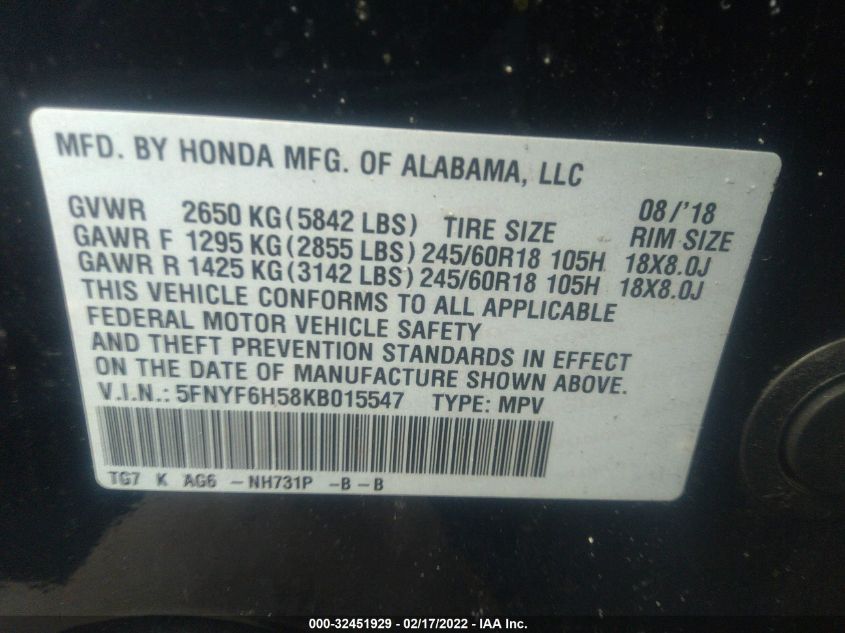 MFD. BY HONDA MFG. OF ALABAMA, LLC
08/'18
GVWR 2650 KG (5842 LBS) TIRE SIZE RIM SIZE
GAWR F 1295 KG (2855 LBS) 245/60R18 105H 18X8.0J
GAWR R 1425 KG (3142 LBS) 245/60R18 105H 18X8.0J
THIS VEHICLE CONFORMS TO ALL APPLICABLE
FEDERAL MOTOR VEHICLE SAFETY
AND THEFT PREVENTION STANDARDS IN EFFECT
ON THE DATE OF MANUFACTURE SHOWN ABOVE.
V.I.N.: 5FNYF6H58KB015547 TYPE: MPV
TG7 K AG6 - NH731P - B - B
000-32451929 - 02/17/2022 - IAA Inc.